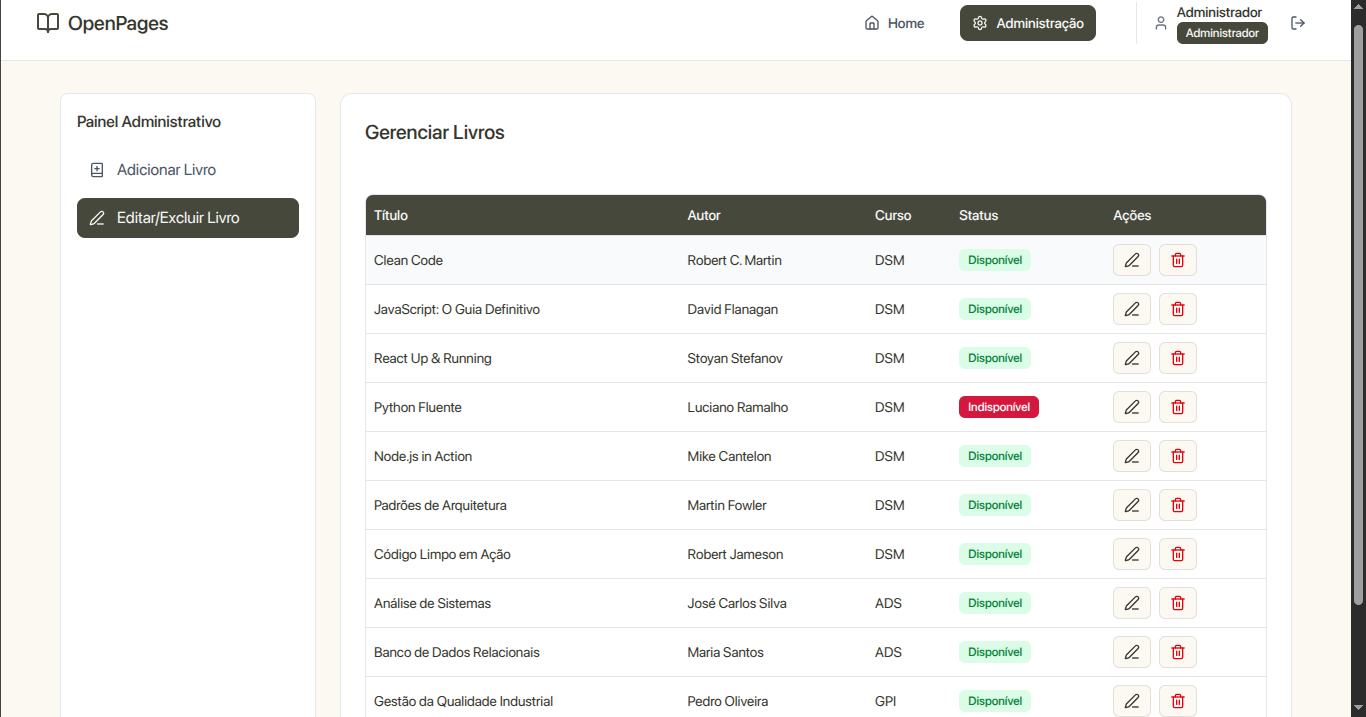 OpenPages
Home
Administração
Administrador
Administrador
Painel Administrativo
Adicionar Livro
Editar/Excluir Livro
Gerenciar Livros
Título Autor Curso Status Ações
Clean Code Robert C. Martin DSM Disponível
JavaScript: O Guia Definitivo David Flanagan DSM Disponível
React Up & Running Stoyan Stefanov DSM Disponível
Python Fluente Luciano Ramalho DSM Indisponível
Node.js in Action Mike Cantelon DSM Disponível
Padrões de Arquitetura Martin Fowler DSM Disponível
Código Limpo em Ação Robert Jameson DSM Disponível
Análise de Sistemas José Carlos Silva ADS Disponível
Banco de Dados Relacionais Maria Santos ADS Disponível
Gestão da Qualidade Industrial Pedro Oliveira GPI Disponível